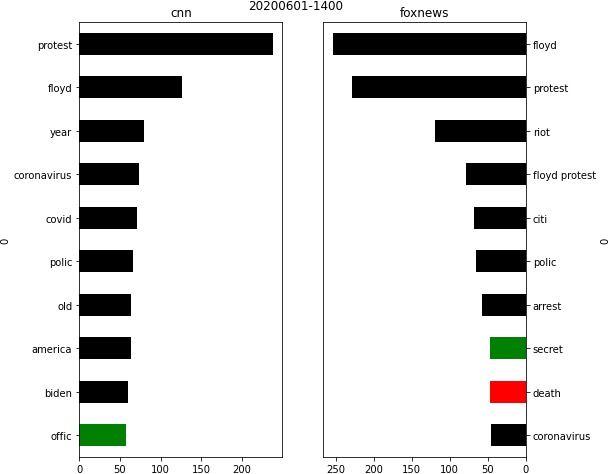 20200601-1400
cnn
foxnews
protest
floyd
year
coronavirus
covid
polic
old
america
biden
offic
0
0 50 100 150 200
floyd
protest
riot
floyd protest
citi
polic
arrest
secret
death
coronavirus
0
250 200 150 100 50 0